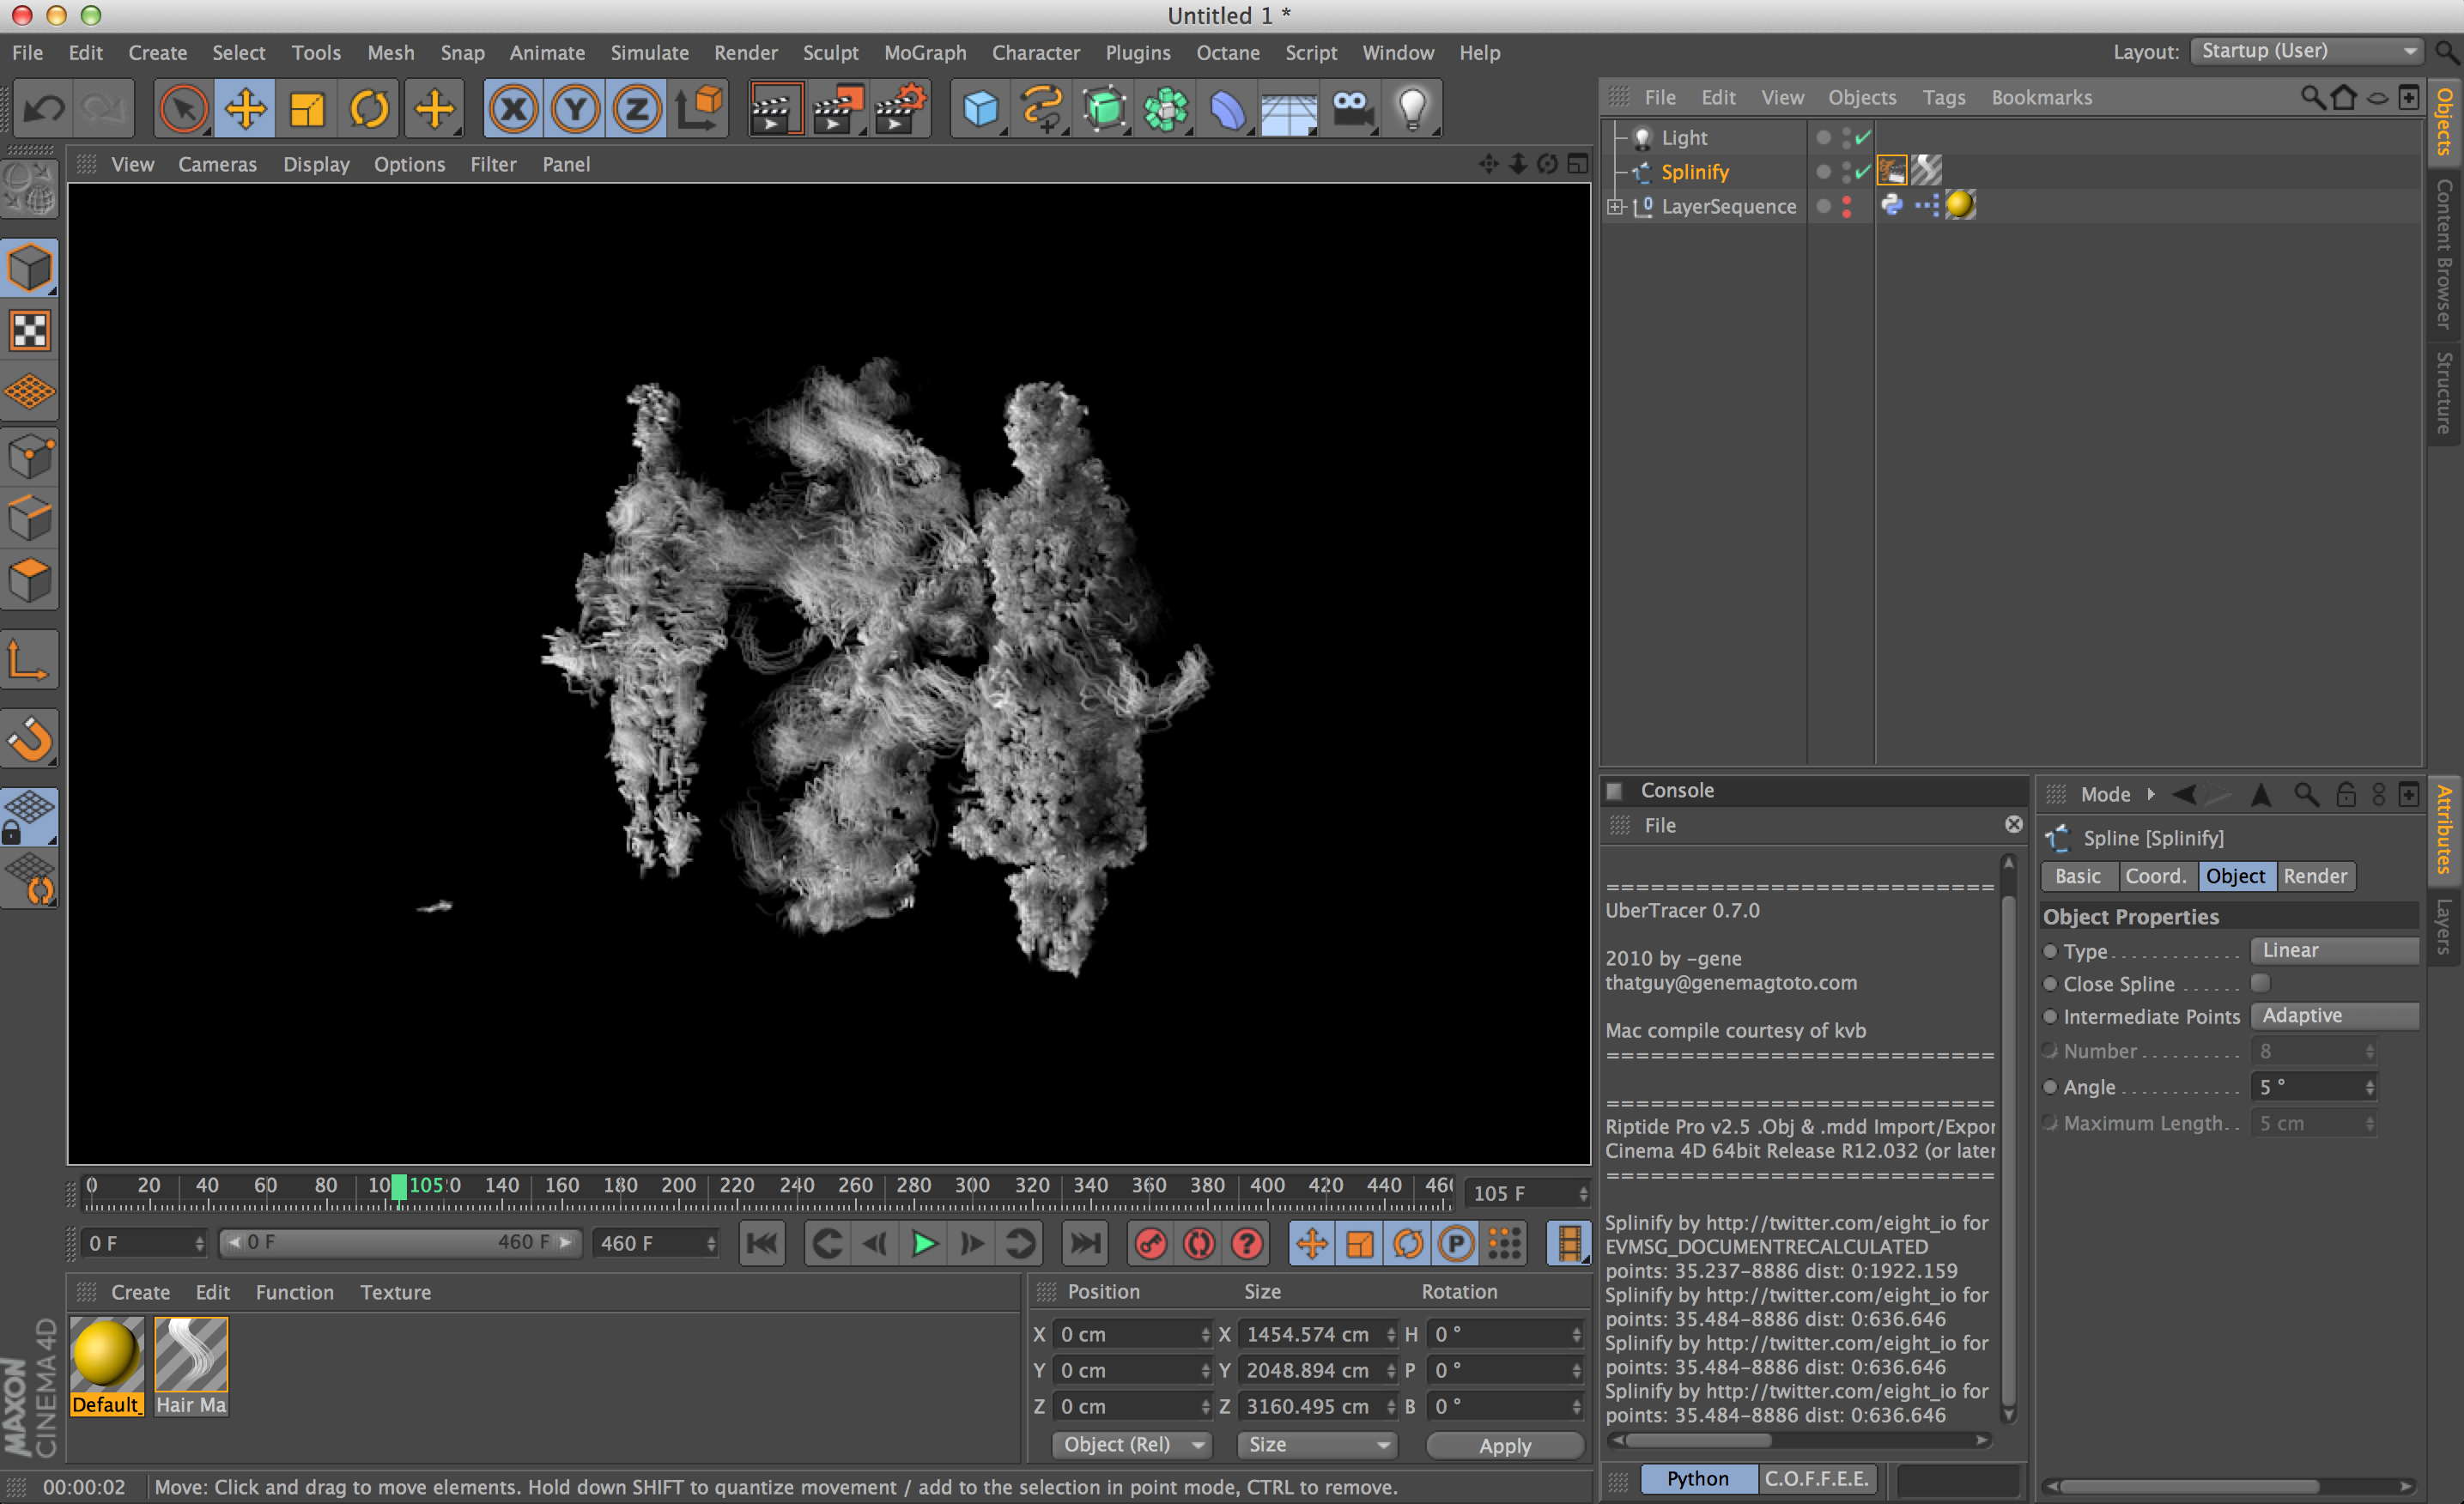 Untitled 1 *
File Edit Create Select Tools Mesh Snap Animate Simulate Render Sculpt MoGraph Character Plugins Octane Script Window Help
Layout: Startup (User)
File Edit View Objects Tags Bookmarks
View Cameras Display Options Filter Panel
Light
Splinify
LayerSequence
Objects
Content Browser
Structure
Console
File
========================
UberTracer 0.7.0
2010 by -gene
thatguy@genemagtoto.com
Mac compile courtesy of kvb
========================
========================
Riptide Pro v2.5 .Obj & .mdd Import/Expor
Cinema 4D 64bit Release R12.032 (or later
========================
Splinify by http://twitter.com/eight_io for
EVMSG_DOCUMENTRECALCULATED
points: 35.237-8886 dist: 0:1922.159
Splinify by http://twitter.com/eight_io for
points: 35.484-8886 dist: 0:636.646
Splinify by http://twitter.com/eight_io for
points: 35.484-8886 dist: 0:636.646
Splinify by http://twitter.com/eight_io for
points: 35.484-8886 dist: 0:636.646
Python C.O.F.F.E.E.
Mode
Spline [Splinify]
Basic Coord. Object Render
Object Properties
Type Linear
Close Spline
Intermediate Points Adaptive
Number 8
Angle 5 °
Maximum Length 5 cm
Attributes
Layers
0 20 40 60 80 10 105 0 140 160 180 200 220 240 260 280 300 320 340 360 380 400 420 440 460
105 F
0 F 0 F 460 F 460 F
P
Create Edit Function Texture
Default_ Hair Ma
MAXON
CINEMA 4D
Position Size Rotation
X 0 cm X 1454.574 cm H 0 °
Y 0 cm Y 2048.894 cm P 0 °
Z 0 cm Z 3160.495 cm B 0 °
Object (Rel) Size Apply
00:00:02 Move: Click and drag to move elements. Hold down SHIFT to quantize movement / add to the selection in point mode, CTRL to remove.